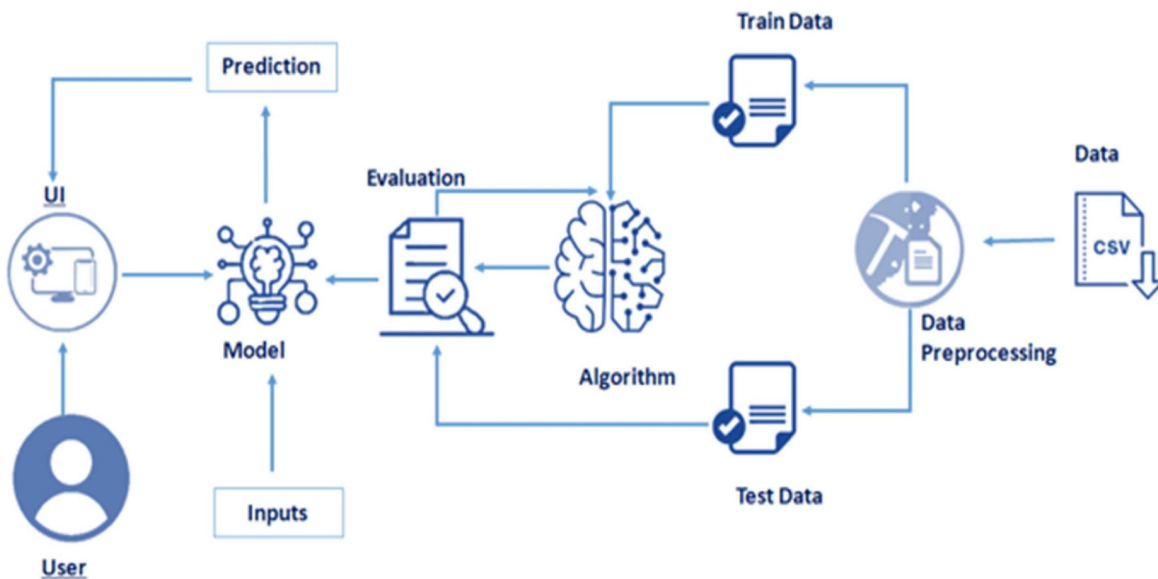 Train Data
Prediction
Data
Evaluation
UI
CSV
Data
Preprocessing
Model
Algorithm
Inputs
Test Data
User